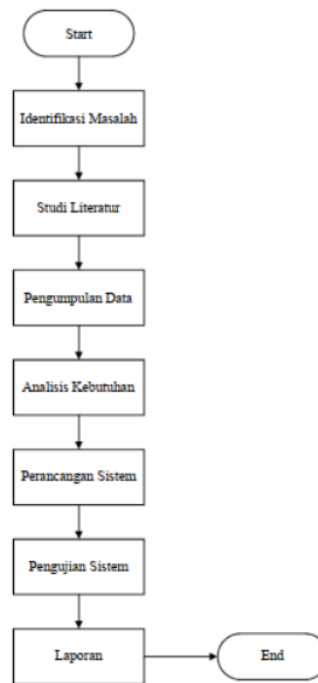 Start
Identifikasi Masalah
Studi Literatur
Pengumpulan Data
Analisis Kebutuhan
Perancangan Sistem
Pengujian Sistem
Laporan
End